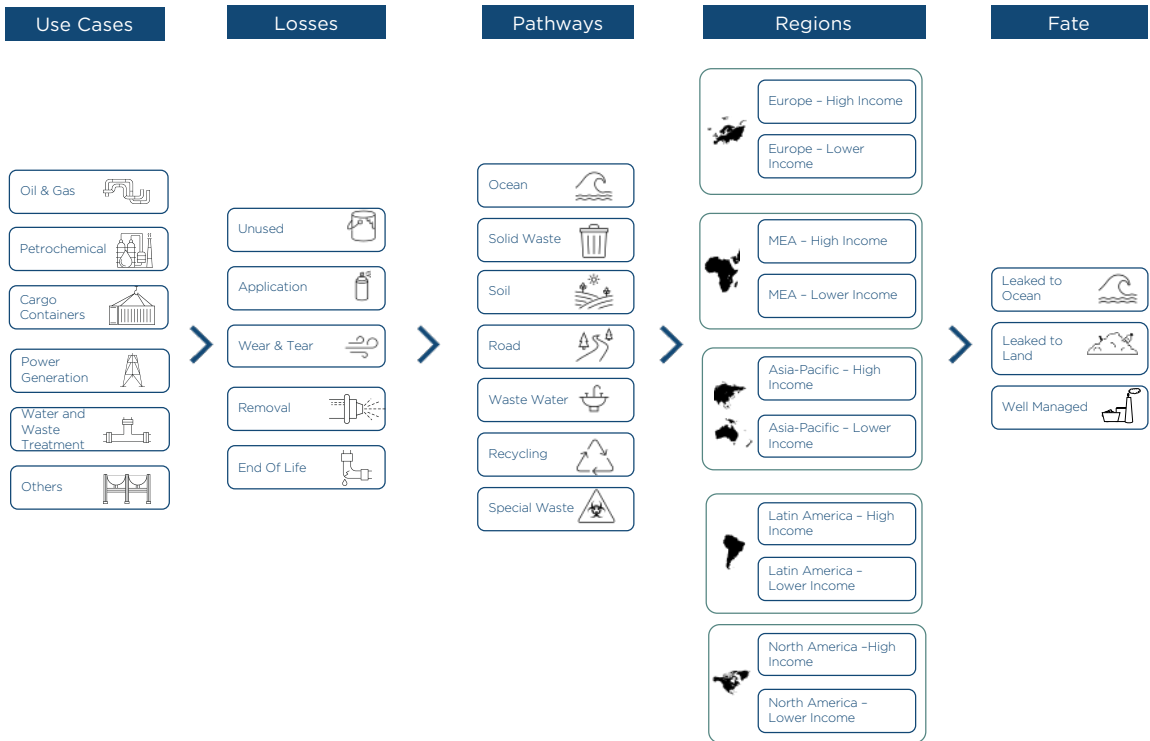 Use Cases
Losses
Pathways
Regions
Fate
Oil & Gas
Petrochemical
Cargo
Containers
Power
Generation
Water and
Waste
Treatment
Others
Unused
Application
Wear & Tear
Removal
End Of Life
Ocean
Solid Waste
Soil
Road
Waste Water
Recycling
Special Waste
Europe – High Income
Europe – Lower
Income
MEA – High Income
MEA – Lower Income
Asia-Pacific – High
Income
Asia-Pacific – Lower
Income
Latin America – High
Income
Latin America –
Lower Income
North America –High
Income
North America –
Lower Income
Leaked to
Ocean
Leaked to
Land
Well Managed